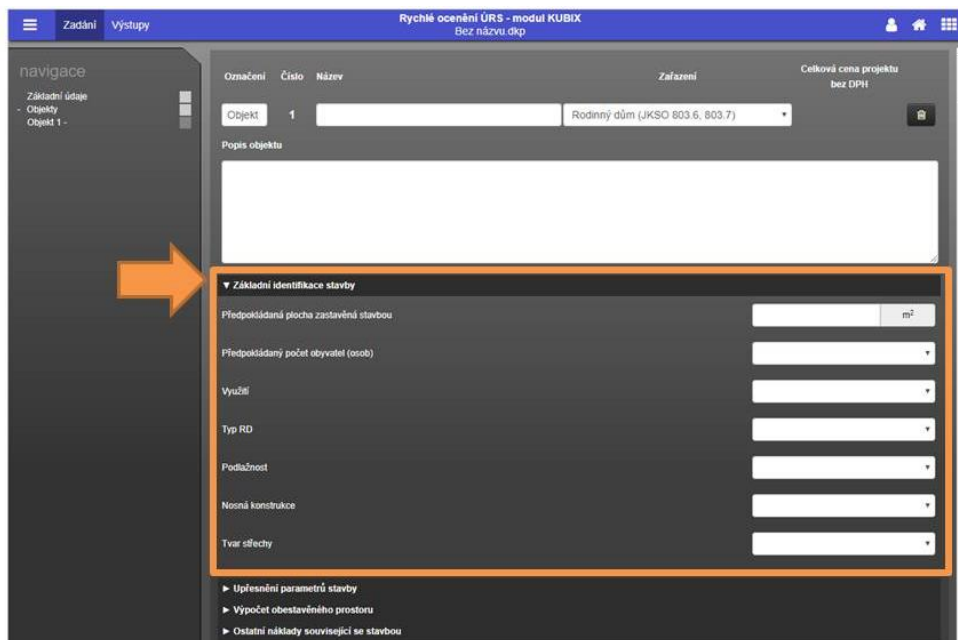 Zadání Výstupy
Rychlé ocenění ÚRS - modul KUBIX
Bez názvu.dkp
navigace
Základní údaje
- Objekty
Objekt 1 -
Označení Číslo Název Zařazení Celková cena projektu bez DPH
Objekt 1 Rodinný dům (JKSO 803.6, 803.7)
Popis objektu
▼ Základní identifikace stavby
Předpokládaná plocha zastavěná stavbou m²
Předpokládaný počet obyvatel (osob)
Využití
Typ RD
Podlažnost
Nosná konstrukce
Tvar střechy
► Upřesnění parametrů stavby
► Výpočet obestavěného prostoru
► Ostatní náklady související se stavbou